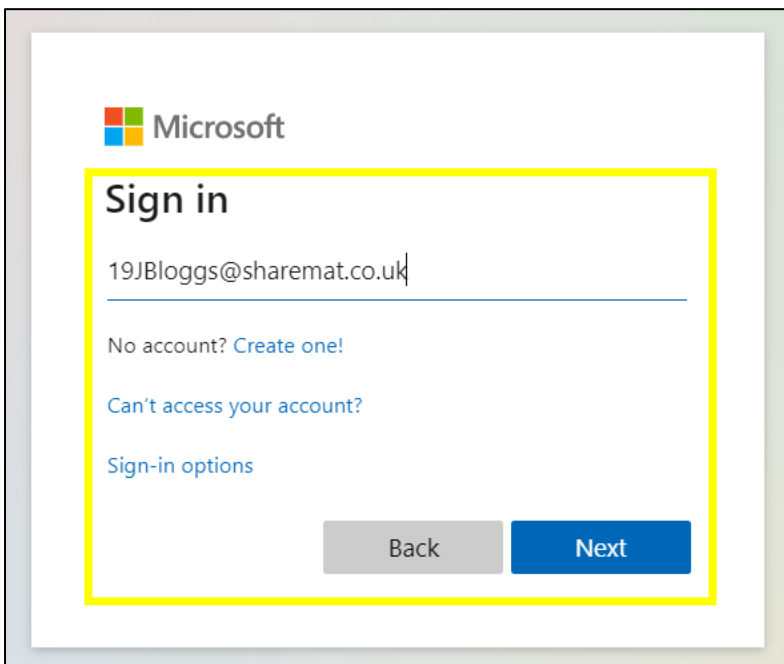 Microsoft
Sign in
19JBloggs@sharemat.co.uk
No account? Create one!
Can't access your account?
Sign-in options
Back Next